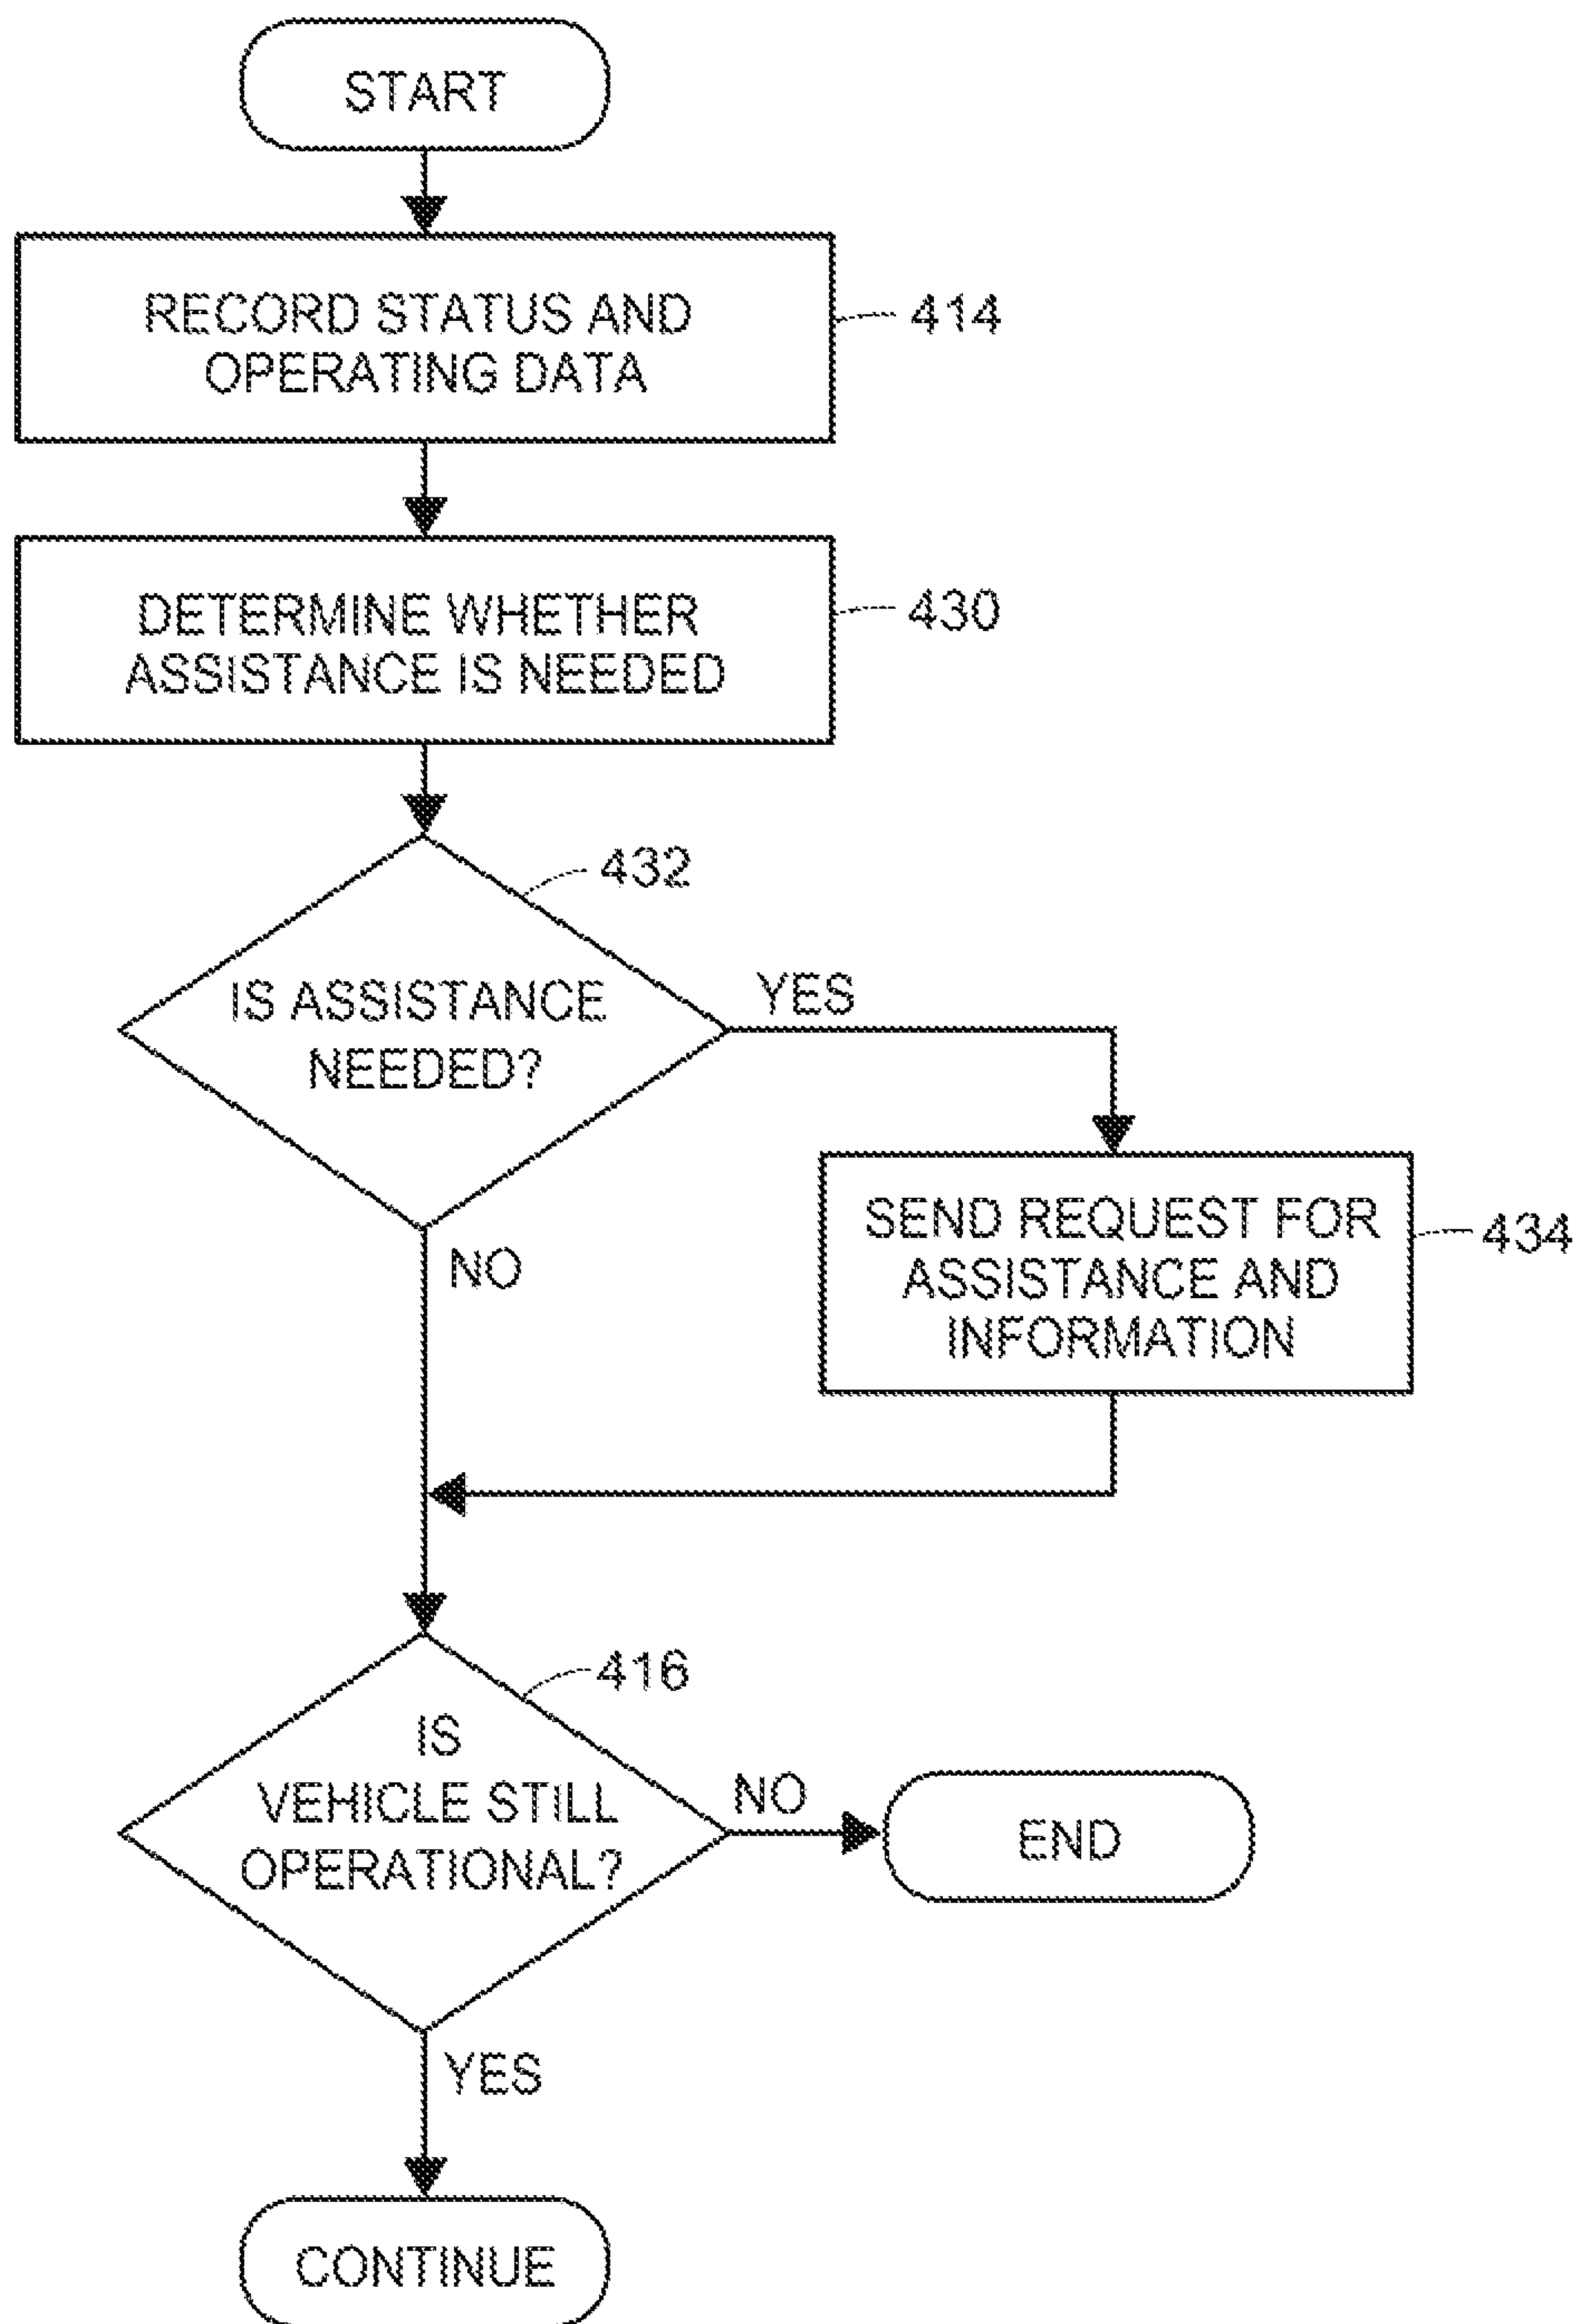 START
RECORD STATUS AND
OPERATING DATA
414
DETERMINE WHETHER
ASSISTANCE IS NEEDED
430
432
IS ASSISTANCE
NEEDED?
YES
NO
SEND REQUEST FOR
ASSISTANCE AND
INFORMATION
434
416
IS
VEHICLE STILL
OPERATIONAL?
NO
END
YES
CONTINUE